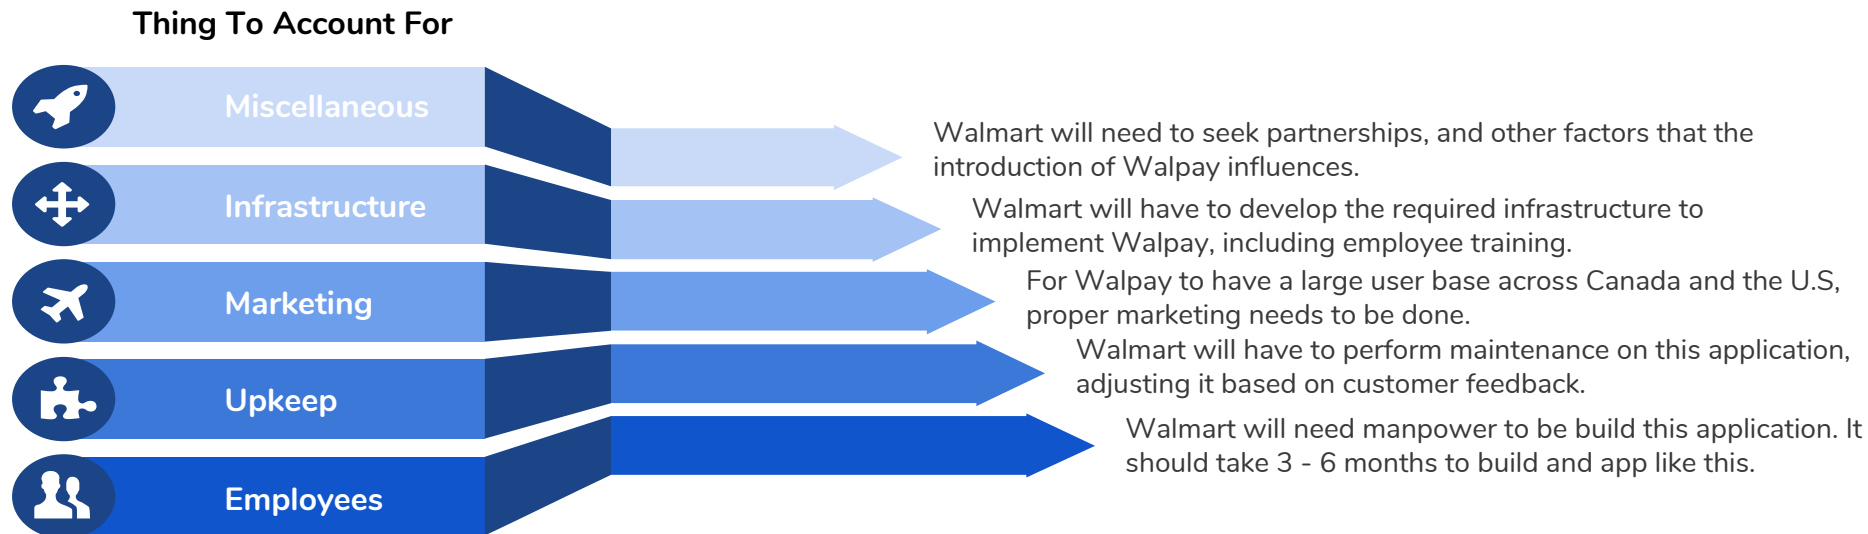 Thing To Account For
Miscellaneous
Walmart will need to seek partnerships, and other factors that the
introduction of Walpay influences.
Infrastructure
Walmart will have to develop the required infrastructure to
implement Walpay, including employee training.
Marketing
For Walpay to have a large user base across Canada and the U.S,
proper marketing needs to be done.
Upkeep
Walmart will have to perform maintenance on this application,
adjusting it based on customer feedback.
Employees
Walmart will need manpower to be build this application. It
should take 3 - 6 months to build and app like this.